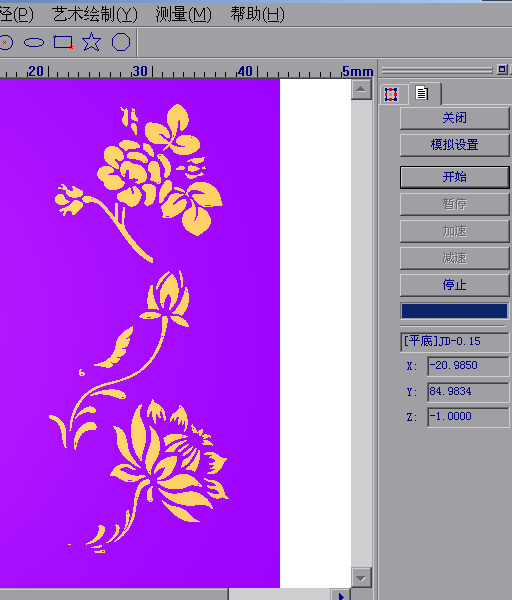 径(P) 艺术绘制(Y) 测量(M) 帮助(H)
20 30 40 5mm
关闭
模拟设置
开始
暂停
加速
减速
停止
[平底]JD-0.15
X: -20.9850
Y: 84.9834
Z: -1.0000